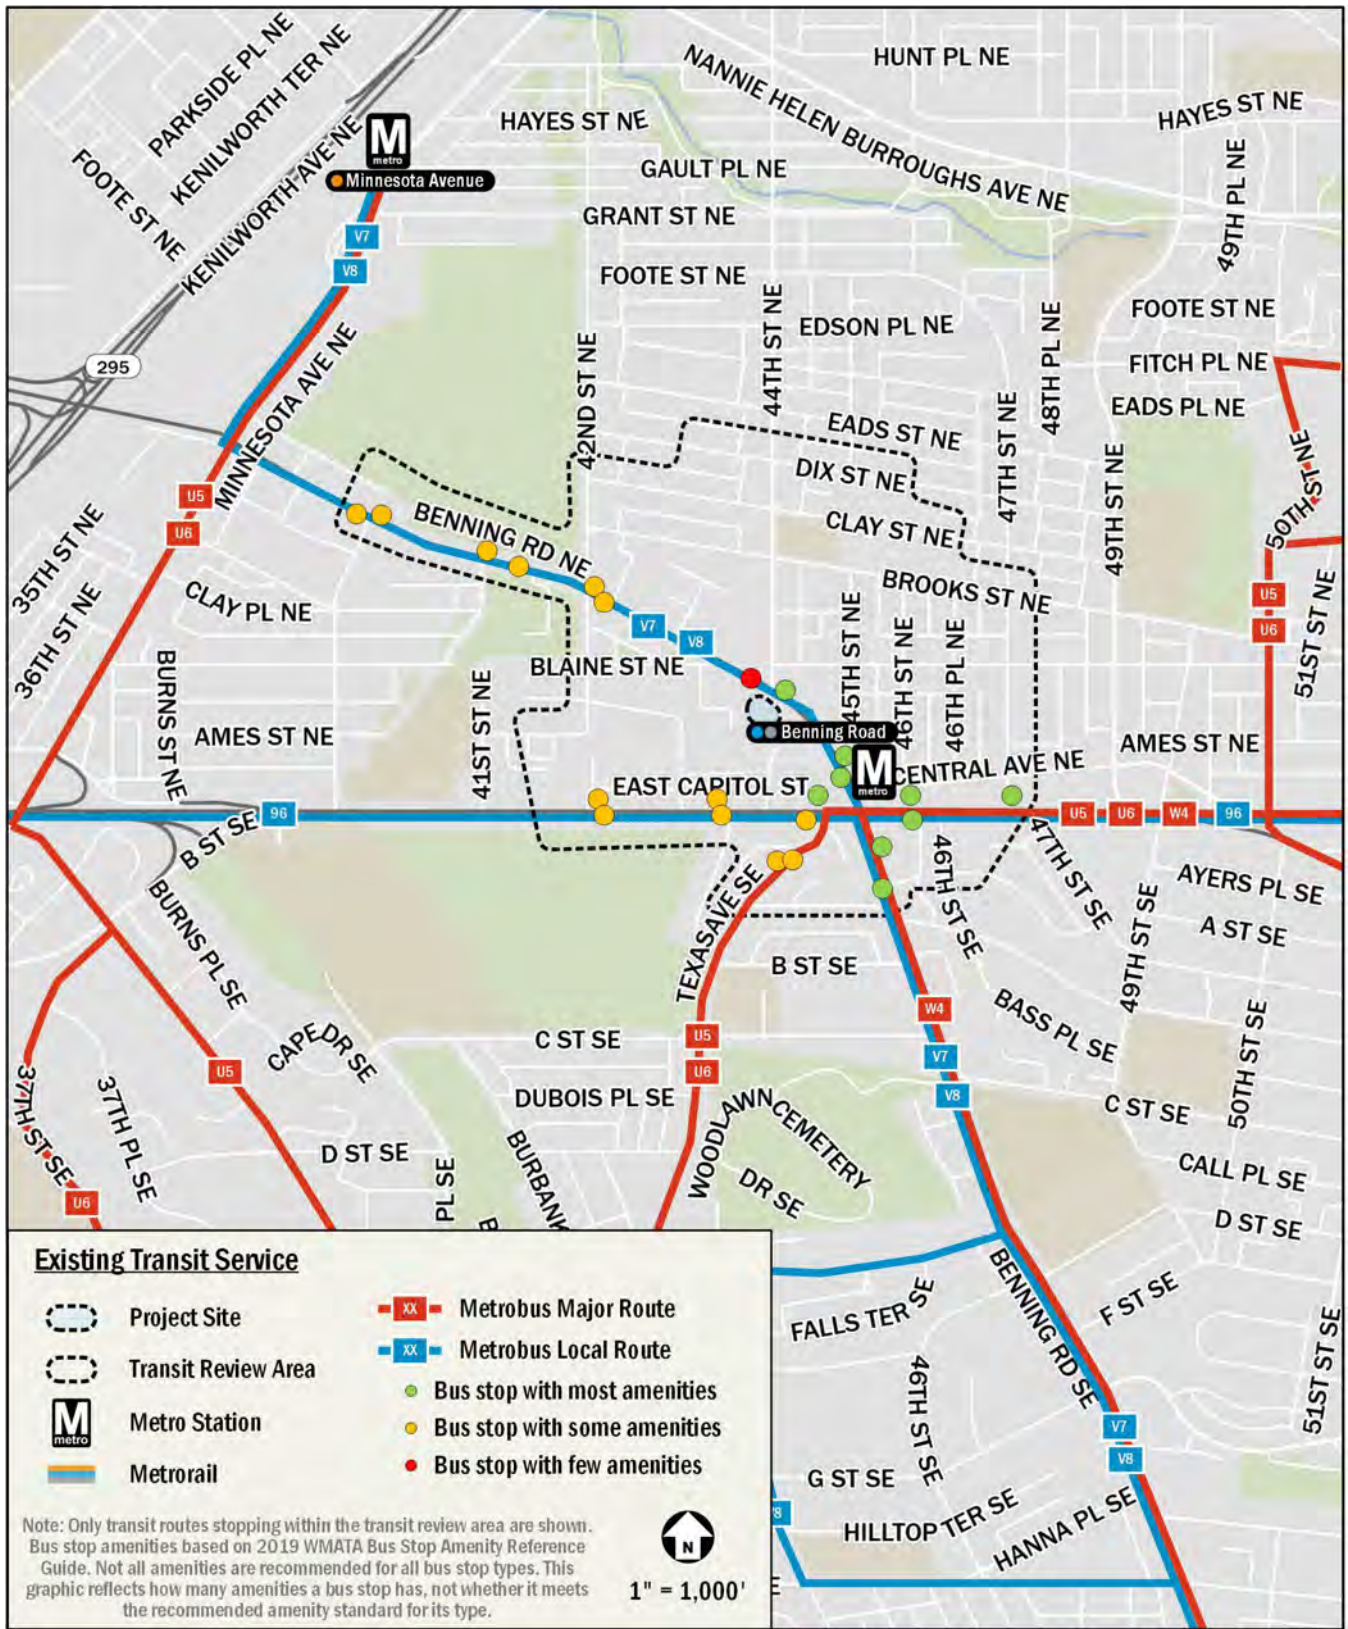 HUNT PL NE
PARKSIDE PL NE
KENILWORTH TER NE
NANNIE HELEN BURROUGHS AVE NE
HAYES ST NE
HAYES ST NE
KENILWORTH AVE NE
M
metro
Minnesota Avenue
FOOTE ST NE
GAULT PL NE
GRANT ST NE
49TH PL NE
V7
V8
FOOTE ST NE
EDSON PL NE
FOOTE ST NE
44TH ST NE
48TH PL NE
295
MINNESOTA AVE NE
42ND ST NE
FITCH PL NE
EADS PL NE
EADS ST NE
47TH ST NE
DIX ST NE
49TH ST NE
50TH ST NE
U5
U6
BENNING RD NE
CLAY ST NE
35TH ST NE
36TH ST NE
CLAY PL NE
BROOKS ST NE
U5
U6
51ST ST NE
V7
V8
BURNS ST NE
BLAINE ST NE
45TH ST NE
46TH ST NE
46TH PL NE
41ST ST NE
AMES ST NE
Benning Road
AMES ST NE
M
metro
CENTRAL AVE NE
EAST CAPITOL ST
96
U5
U6
W4
96
B ST SE
47TH ST SE
46TH ST SE
AYERS PL SE
A ST SE
BURNS PL SE
TEXAS AVE SE
49TH ST SE
B ST SE
W4
BASS PL SE
CAPE DR SE
C ST SE
U5
U6
50TH ST SE
U5
V7
V8
37TH ST SE
37TH PL SE
DUBOIS PL SE
WOODLAWN CEMETERY
DR SE
C ST SE
D ST SE
BURBANK
PL SE
CALL PL SE
D ST SE
U6
BENNING RD SE
F ST SE
FALLS TER SE
46TH ST SE
51ST ST SE
V7
V8
G ST SE
HILLTOP TER SE
HANNA PL SE
Existing Transit Service
Project Site
Transit Review Area
M
metro
Metro Station
Metrorail
XX
Metrobus Major Route
XX
Metrobus Local Route
Bus stop with most amenities
Bus stop with some amenities
Bus stop with few amenities
Note: Only transit routes stopping within the transit review area are shown.
Bus stop amenities based on 2019 WMATA Bus Stop Amenity Reference
Guide. Not all amenities are recommended for all bus stop types. This
graphic reflects how many amenities a bus stop has, not whether it meets
the recommended amenity standard for its type.
N
1" = 1,000'